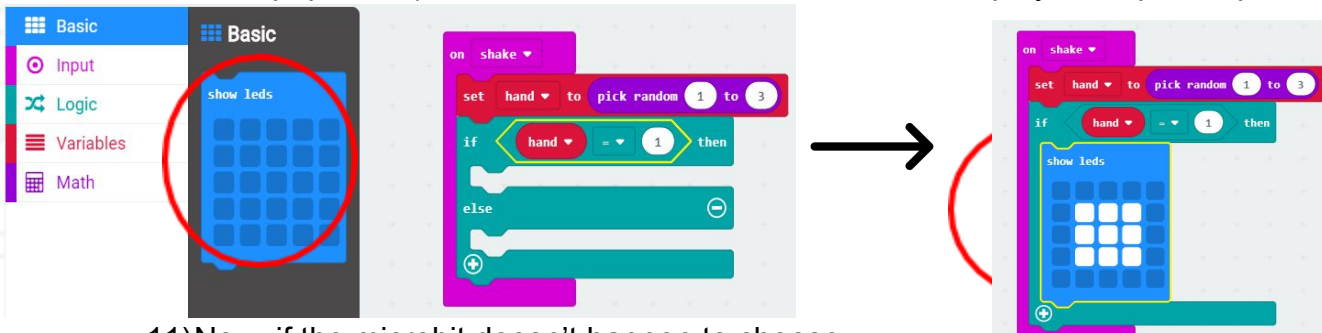 Basic
Input
Logic
Variables
Math
Basic
show leds
on shake
set hand to pick random 1 to 3
if hand = 1 then
else
on shake
set hand to pick random 1 to 3
if hand = 1 then
show leds